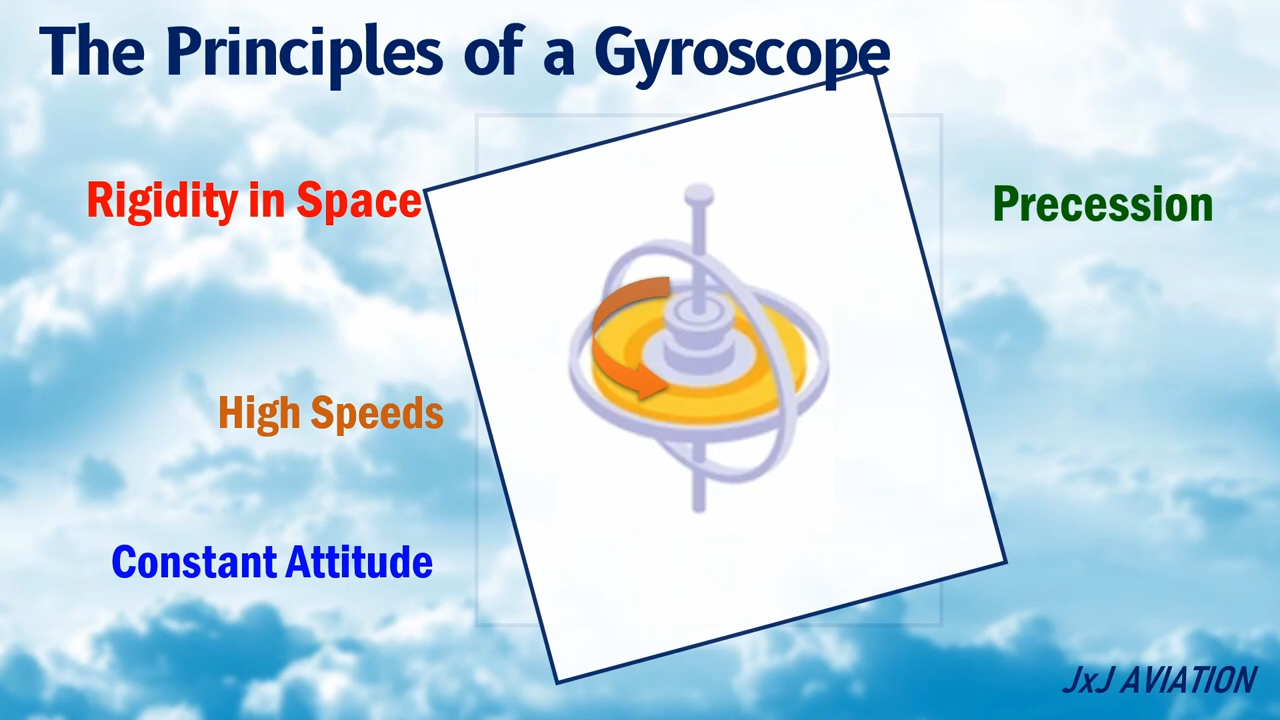 The Principles of a Gyroscope
Rigidity in Space
Precession
High Speeds
Constant Attitude
JxJ AVIATION